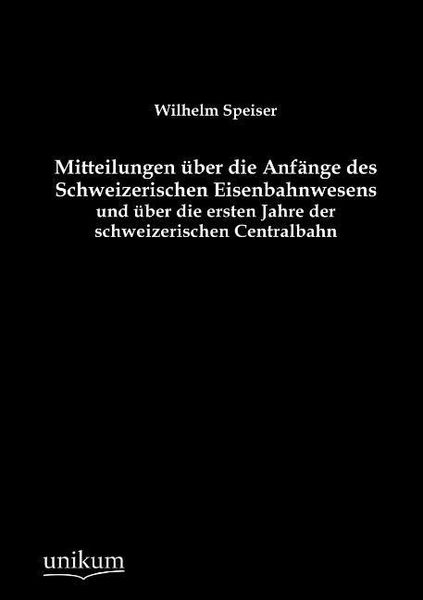 Wilhelm Speiser
Mitteilungen über die Anfänge des
Schweizerischen Eisenbahnwesens
und über die ersten Jahre der
schweizerischen Centralbahn
unikum